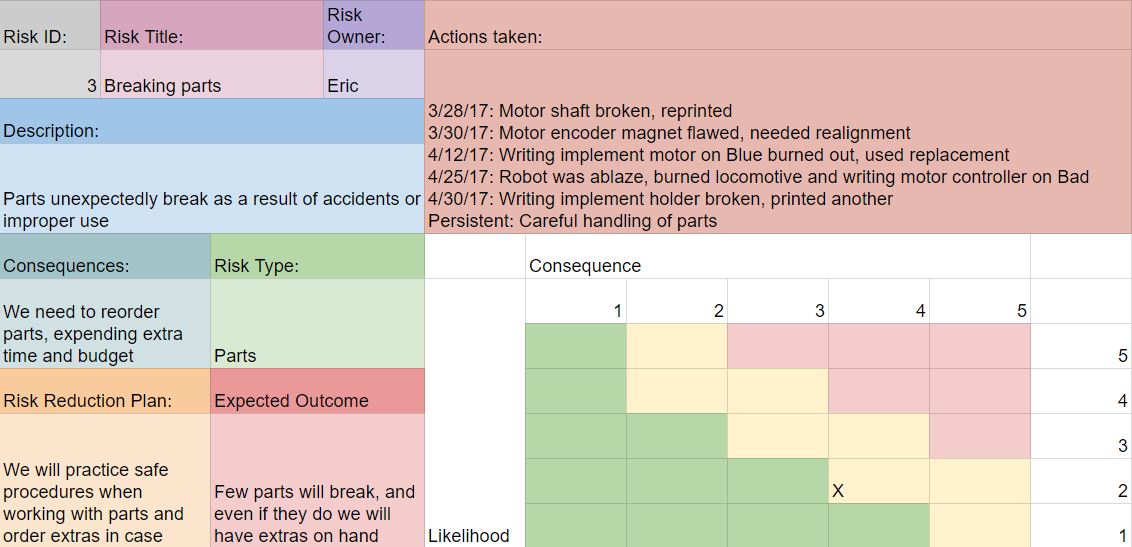 Risk ID:
Risk Title:
Risk
Owner:
Actions taken:
3
Breaking parts
Eric
3/28/17: Motor shaft broken, reprinted
3/30/17: Motor encoder magnet flawed, needed realignment
4/12/17: Writing implement motor on Blue burned out, used replacement
4/25/17: Robot was ablaze, burned locomotive and writing motor controller on Bad
4/30/17: Writing implement holder broken, printed another
Persistent: Careful handling of parts
Description:
Parts unexpectedly break as a result of accidents or
improper use
Consequences:
Risk Type:
Consequence
We need to reorder
parts, expending extra
time and budget
Parts
1 2 3 4 5
5
Risk Reduction Plan:
Expected Outcome
4
3
We will practice safe
procedures when
working with parts and
order extras in case
Few parts will break, and
even if they do we will
have extras on hand
Likelihood
X
2
1